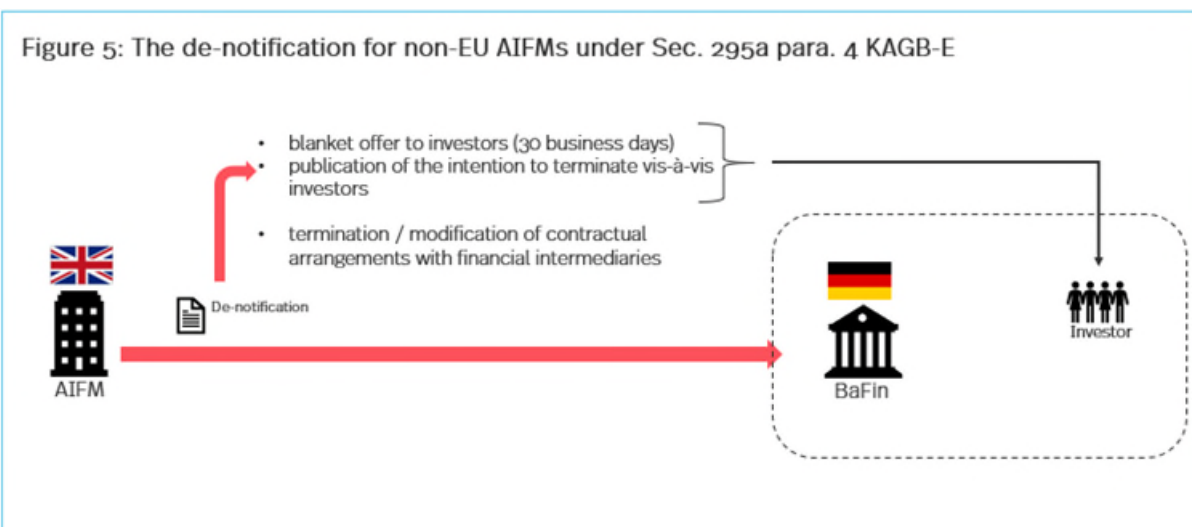 Figure 5: The de-notification for non-EU AIFMs under Sec. 295a para. 4 KAGB-E
• blanket offer to investors (30 business days)
• publication of the intention to terminate vis-à-vis
investors
• termination / modification of contractual
arrangements with financial intermediaries
De-notification
AIFM
BaFin
Investor